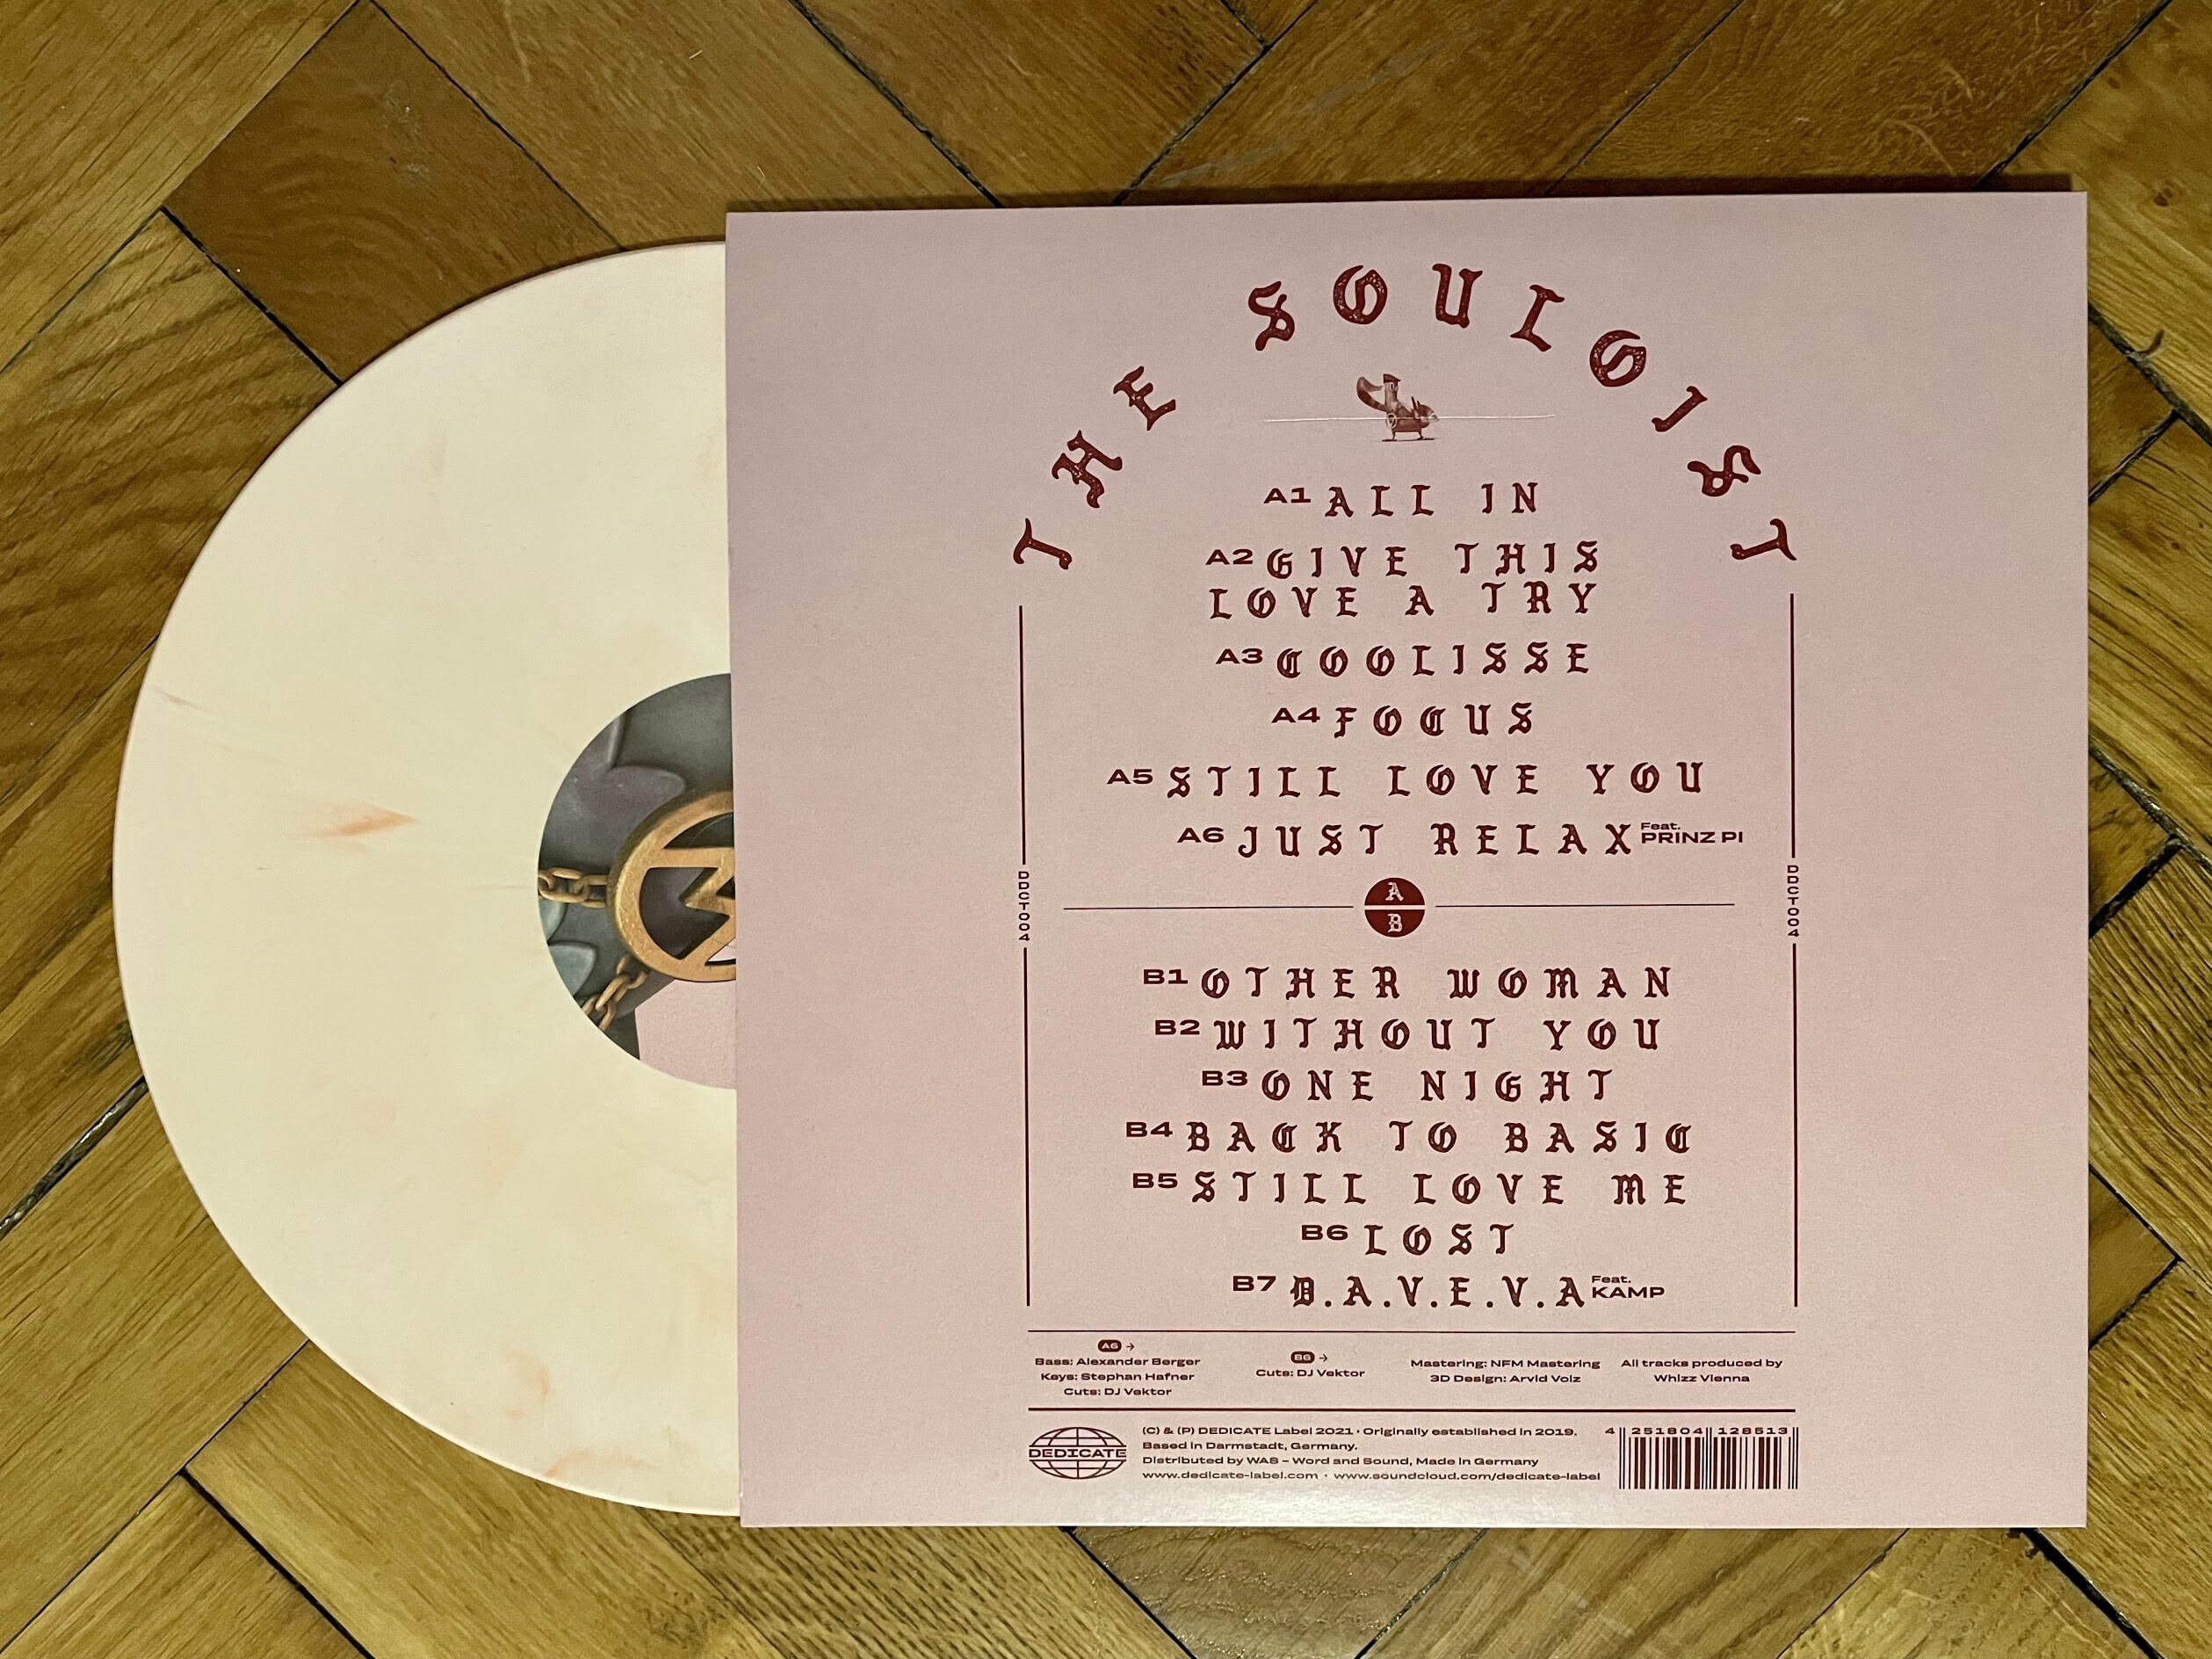 THE SOULOIST
A1 ALL IN
A2 GIVE THIS
LOVE A TRY
A3 COOLISSE
A4 FOCUS
A5 STILL LOVE YOU
A6 JUST RELAX Feat. PRINZ PI
DDCT004
DDCT004
A
B
B1 OTHER WOMAN
B2 WITHOUT YOU
B3 ONE NIGHT
B4 BACK TO BASIC
B5 STILL LOVE ME
B6 LOST
B7 D.A.V.E.V.A Feat. KAMP
A6 →
Bass: Alexander Berger
Keys: Stephan Hafner
Cuts: DJ Vektor
B6 →
Cuts: DJ Vektor
Mastering: NFM Mastering
3D Design: Arvid Volz
All tracks produced by
Whizz Vienna
DEDICATE
(C) & (P) DEDICATE Label 2021 · Originally established in 2019.
Based in Darmstadt, Germany.
Distributed by WAS – Word and Sound, Made in Germany
www.dedicate-label.com · www.soundcloud.com/dedicate-label
4 251804 128513